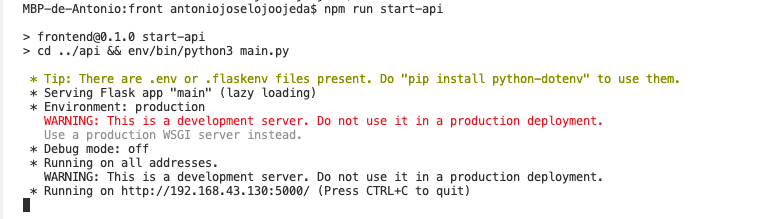 MBP-de-Antonio:front antoniojoselojoojeda$ npm run start-api
> frontend@0.1.0 start-api
> cd ../api && env/bin/python3 main.py
* Tip: There are .env or .flaskenv files present. Do "pip install python-dotenv" to use them.
* Serving Flask app "main" (lazy loading)
* Environment: production
WARNING: This is a development server. Do not use it in a production deployment.
Use a production WSGI server instead.
* Debug mode: off
* Running on all addresses.
WARNING: This is a development server. Do not use it in a production deployment.
* Running on http://192.168.43.130:5000/ (Press CTRL+C to quit)